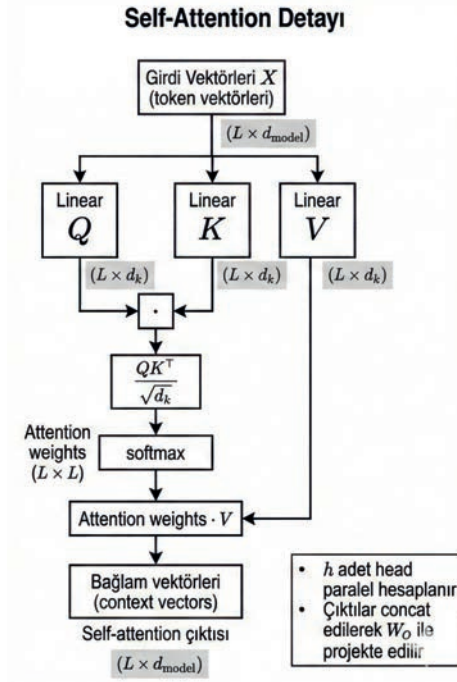 Self-Attention Detayı
Girdi Vektörleri X
(token vektörleri)
(L × d_model)
Linear
Q
Linear
K
Linear
V
(L × d_k)
(L × d_k)
(L × d_k)
·
QK^⊤
√d_k
Attention
weights
(L × L)
softmax
Attention weights · V
Bağlam vektörleri
(context vectors)
Self-attention çıktısı
(L × d_model)
• h adet head
paralel hesaplanır
• Çıktılar concat
edilerek W_O ile
projekte edilir